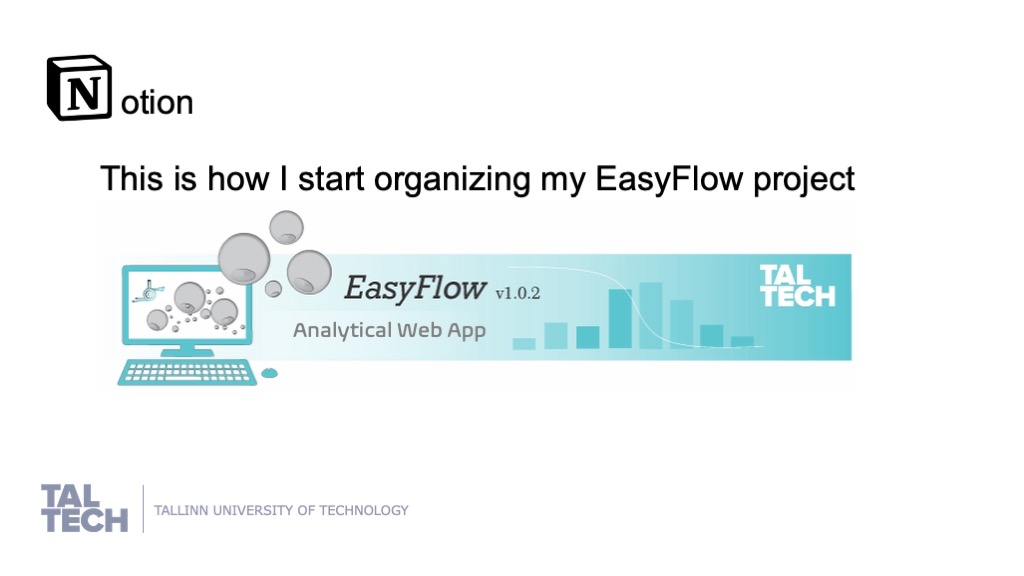 Notion
This is how I start organizing my EasyFlow project
EasyFlow v1.0.2
Analytical Web App
TAL
TECH
TAL
TECH
TALLINN UNIVERSITY OF TECHNOLOGY